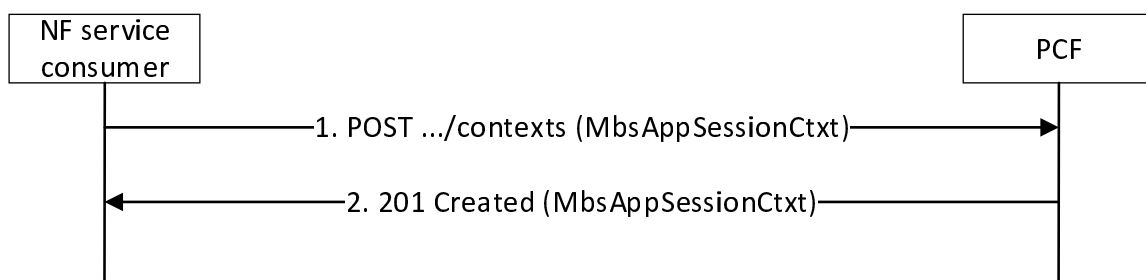 NF service
consumer
PCF
1. POST .../contexts (MbsAppSessionCtxt)
2. 201 Created (MbsAppSessionCtxt)